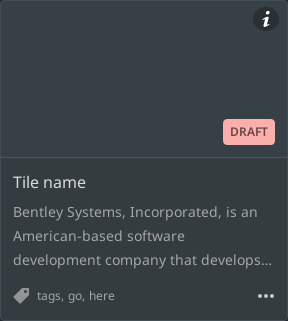 i
DRAFT
Tile name
Bentley Systems, Incorporated, is an
American-based software
development company that develops...
tags, go, here